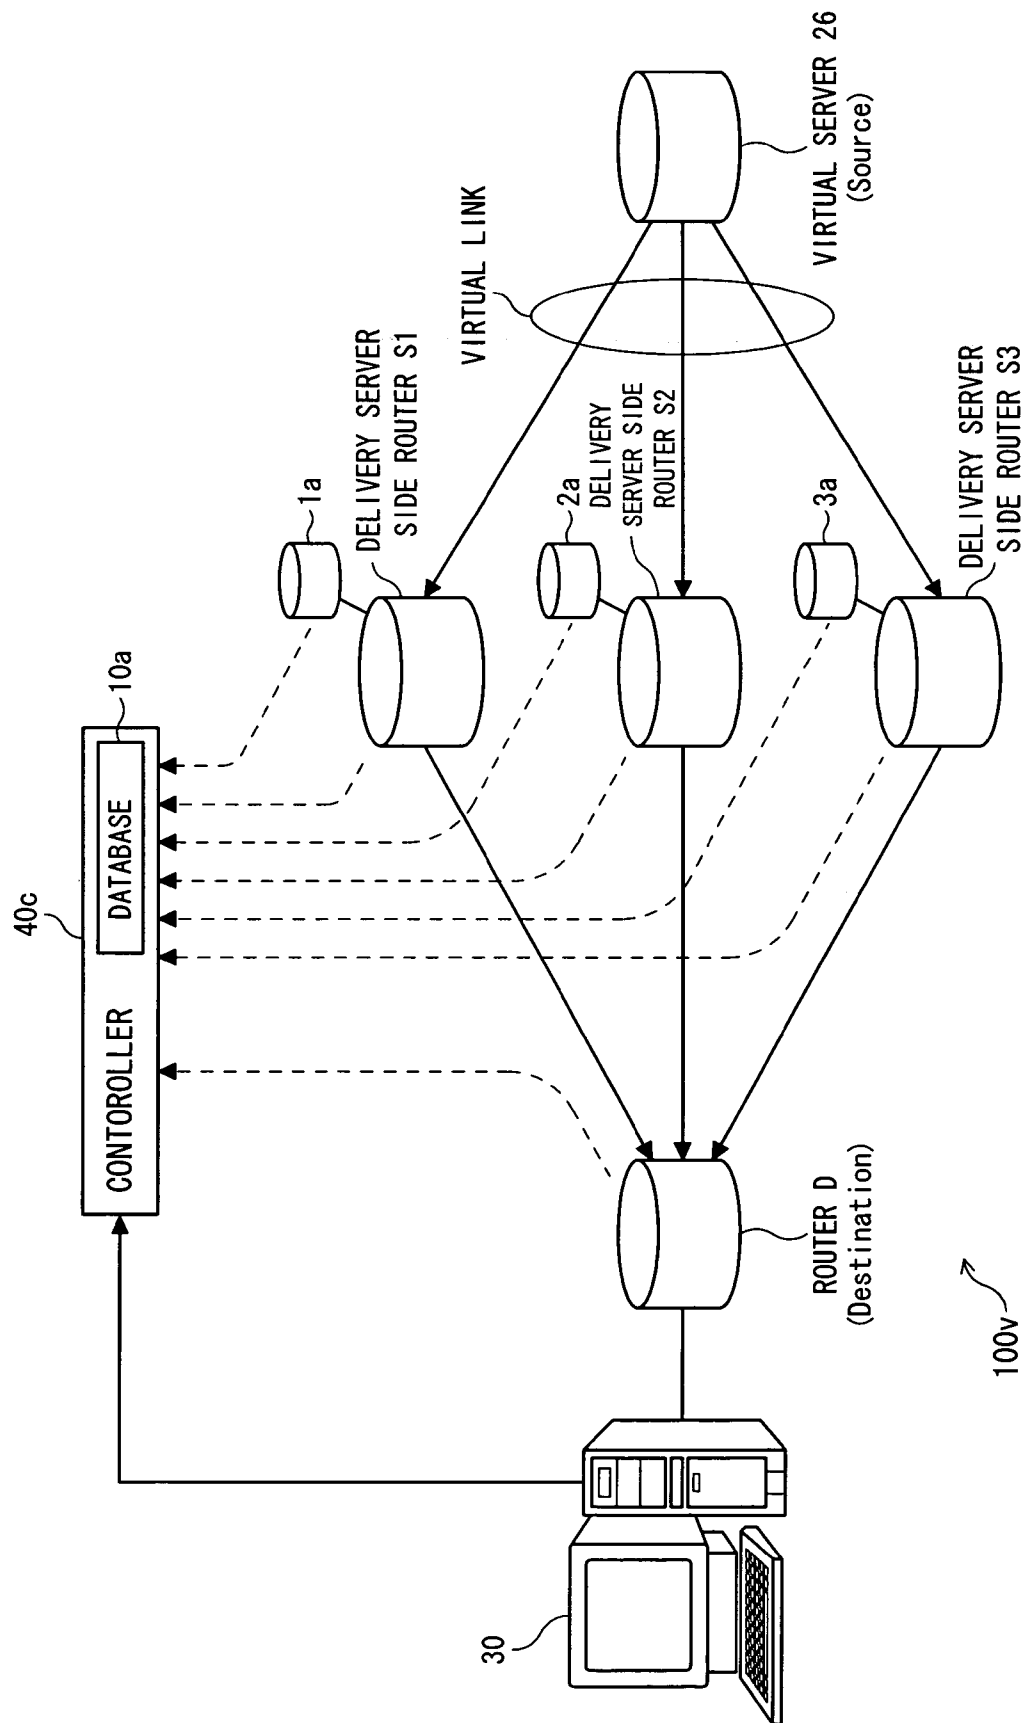 40c
CONTOROLLER
DATABASE
10a
1a
DELIVERY SERVER
SIDE ROUTER S1
VIRTUAL LINK
2a
DELIVERY
SERVER SIDE
ROUTER S2
3a
DELIVERY SERVER
SIDE ROUTER S3
VIRTUAL SERVER 26
(Source)
ROUTER D
(Destination)
30
100v